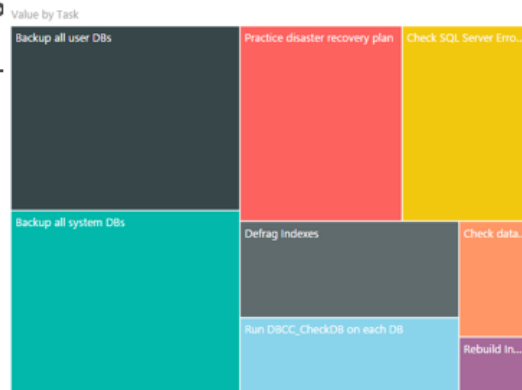 Value by Task
Backup all user DBs
Practice disaster recovery plan
Check SQL Server Erro...
Backup all system DBs
Defrag Indexes
Check data...
Run DBCC_CheckDB on each DB
Rebuild In...